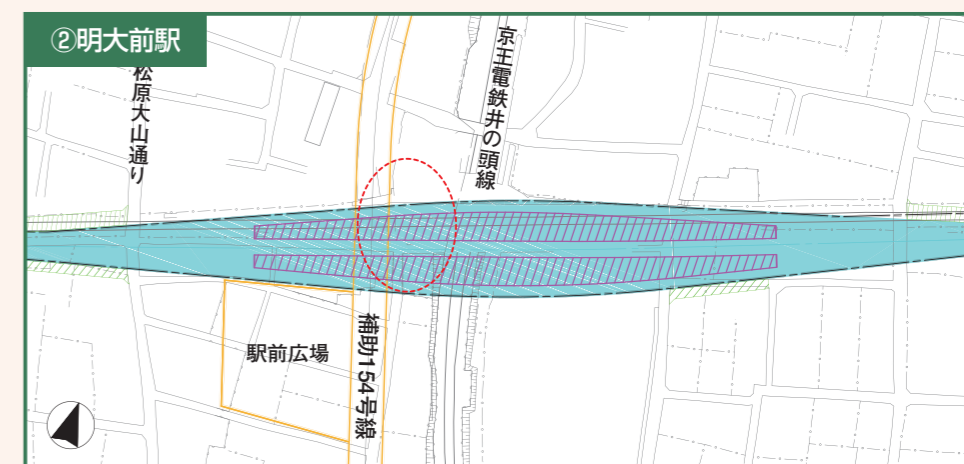 ②明大前駅
松原大山通り
京王電鉄井の頭線
駅前広場
補助154号線